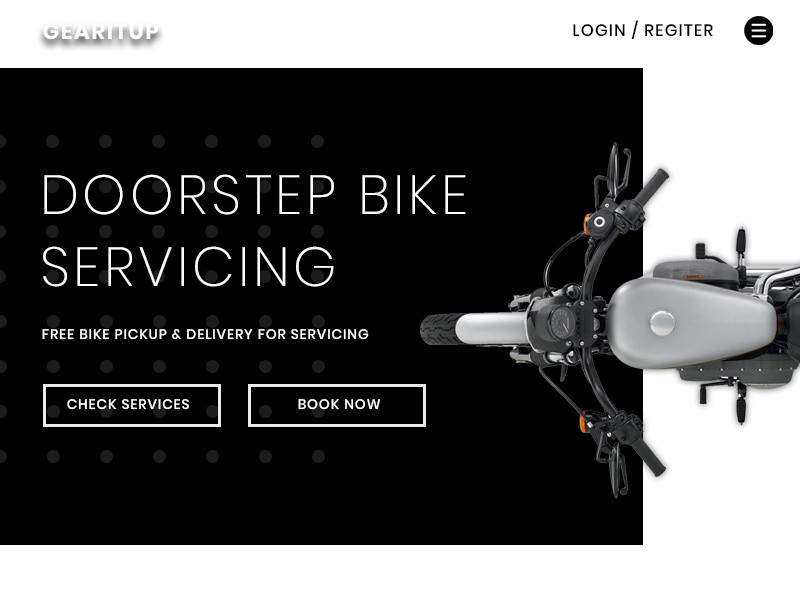 GEARITUP
LOGIN / REGITER
DOORSTEP BIKE
SERVICING
FREE BIKE PICKUP & DELIVERY FOR SERVICING
CHECK SERVICES
BOOK NOW